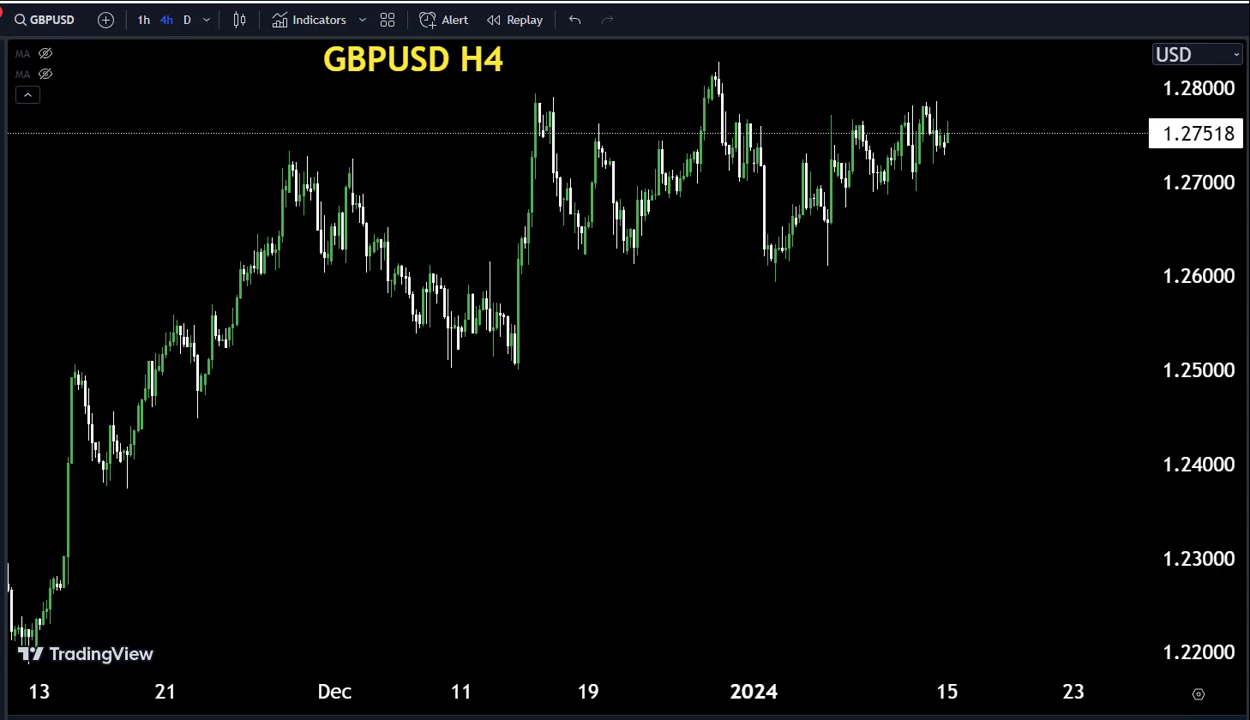 GBPUSD 1h 4h D Indicators Alert Replay
GBPUSD H4
MA
MA
USD
1.28000
1.27518
1.27000
1.26000
1.25000
1.24000
1.23000
1.22000
TradingView
13 21 Dec 11 19 2024 15 23